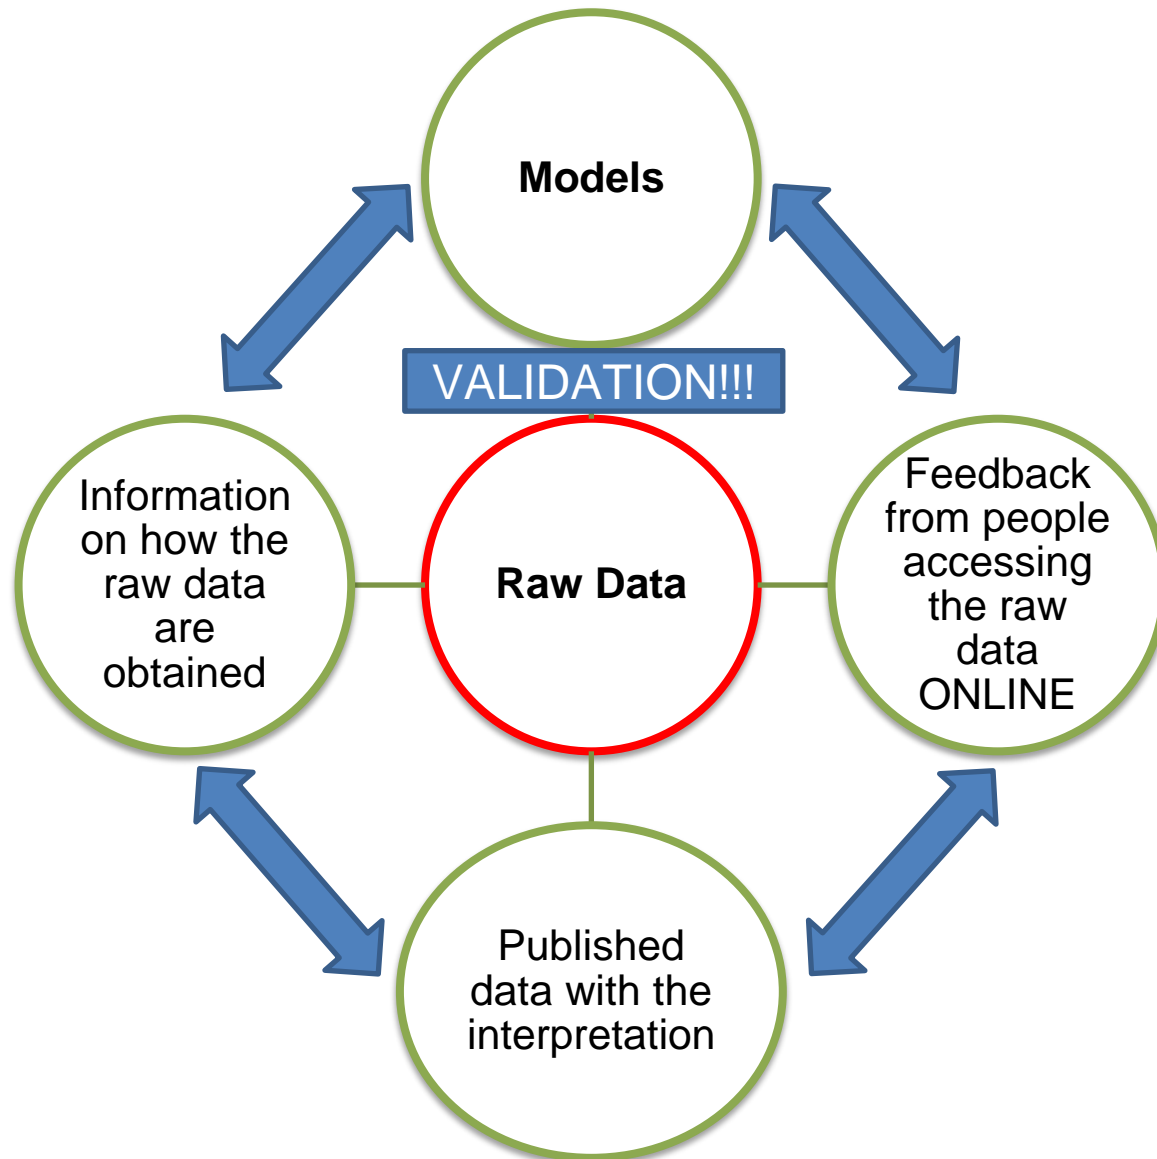 Models
VALIDATION!!!
Information
on how the
raw data
are
obtained
Raw Data
Feedback
from people
accessing
the raw
data
ONLINE
Published
data with the
interpretation